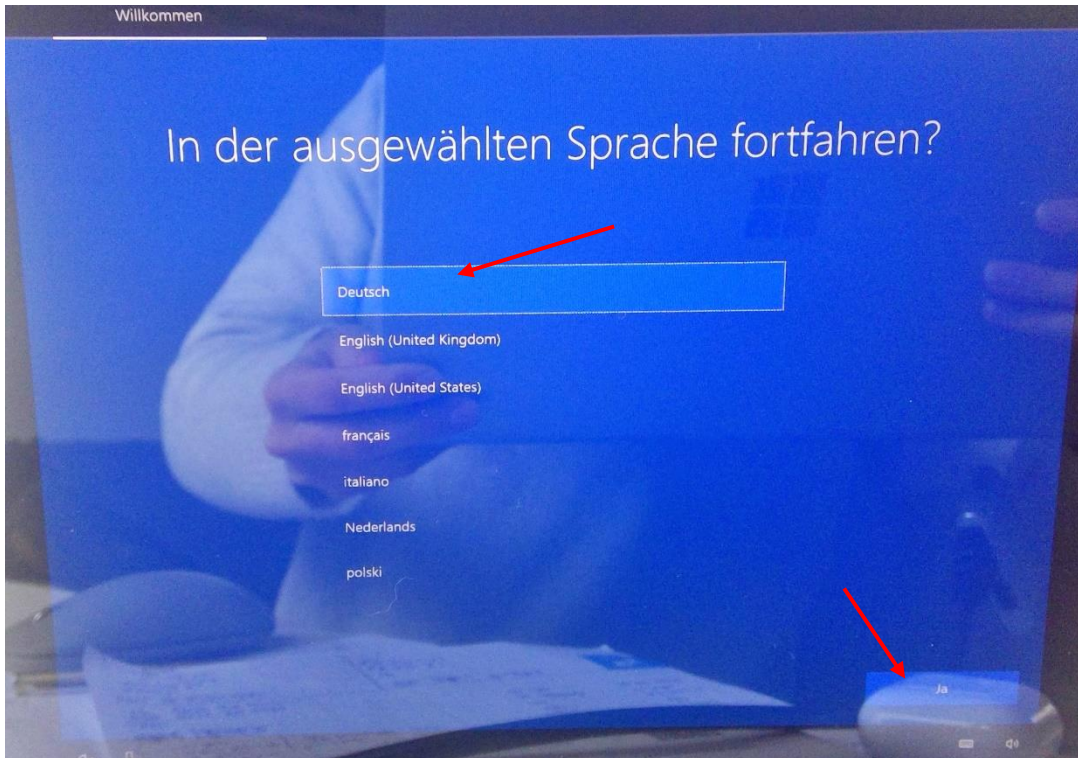 Willkommen
In der ausgewählten Sprache fortfahren?
Deutsch
English (United Kingdom)
English (United States)
français
italiano
Nederlands
polski
Ja